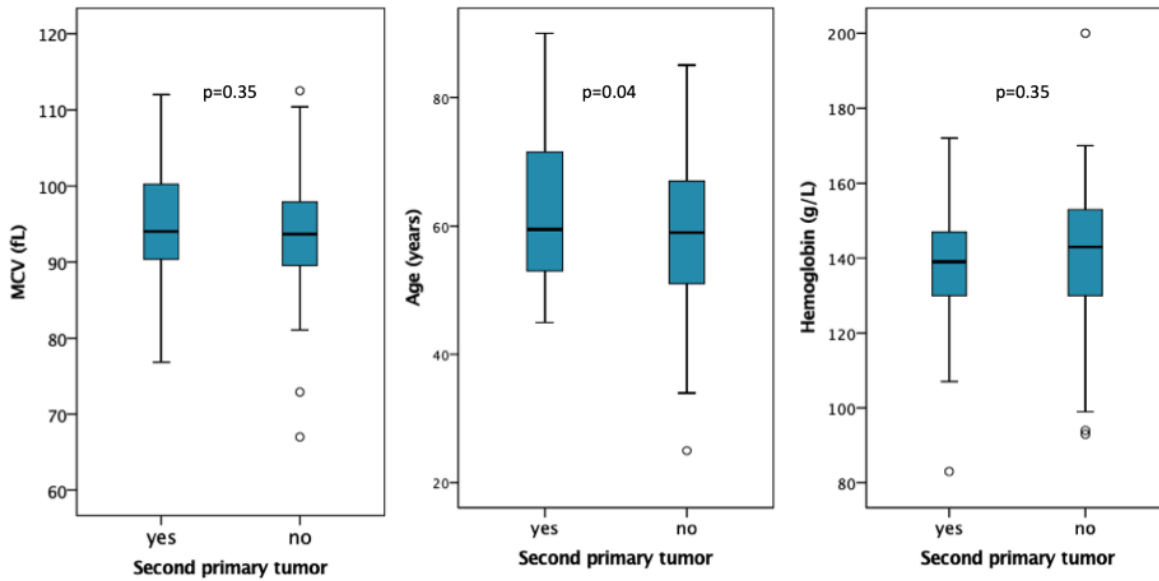 MCV (fL)
120
110
100
90
80
70
60
p=0.35
yes
no
Second primary tumor
Age (years)
80
60
40
20
p=0.04
yes
no
Second primary tumor
Hemoglobin (g/L)
200
180
160
140
120
100
80
p=0.35
yes
no
Second primary tumor